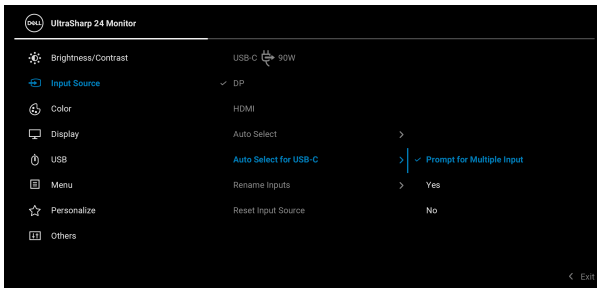 DELL UltraSharp 24 Monitor
Brightness/Contrast
USB-C 90W
Input Source
DP
Color
HDMI
Display
Auto Select
USB
Auto Select for USB-C
Prompt for Multiple Input
Menu
Rename Inputs
Yes
Personalize
Reset Input Source
No
Others
Exit